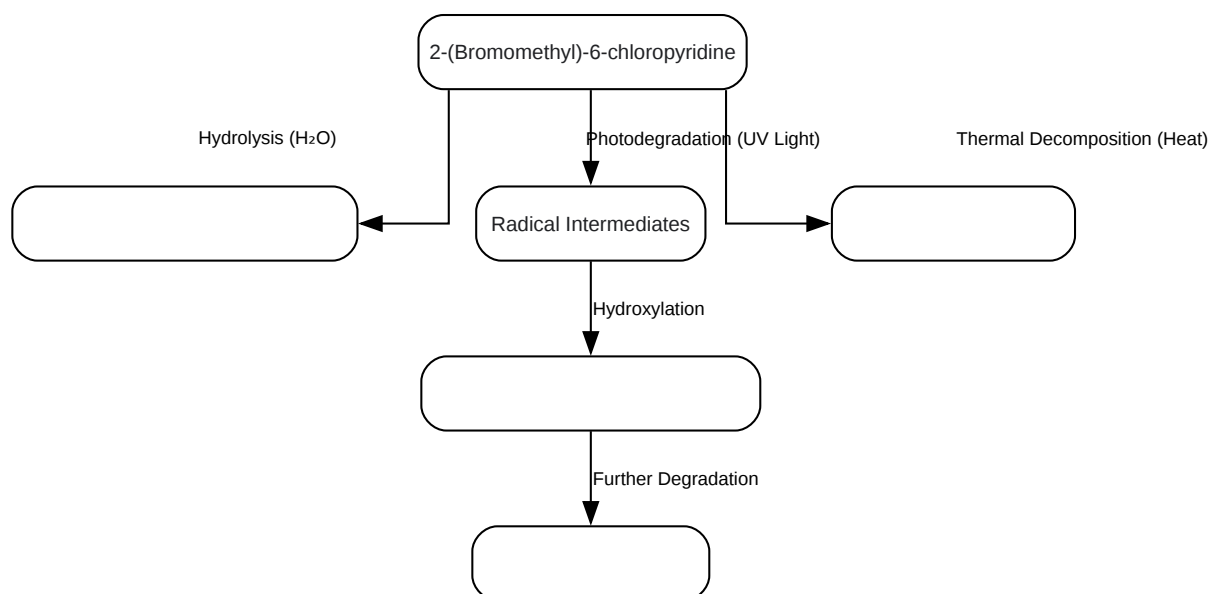 2-(Bromomethyl)-6-chloropyridine
Hydrolysis (H₂O)
Photodegradation (UV Light)
Thermal Decomposition (Heat)
Radical Intermediates
Hydroxylation
Further Degradation